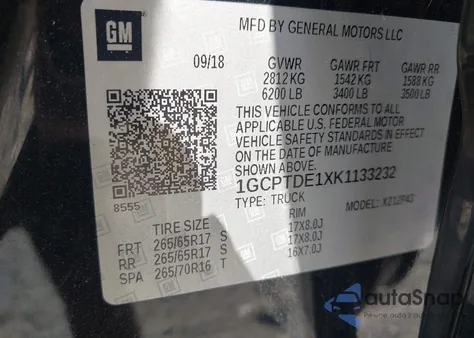 GM
MFD BY GENERAL MOTORS LLC
09/18 GVWR GAWR FRT GAWR RR
2812 KG 1542 KG 1588 KG
6200 LB 3400 LB 3500 LB
THIS VEHICLE CONFORMS TO ALL
APPLICABLE U.S. FEDERAL MOTOR
VEHICLE SAFETY STANDARDS IN EFFECT
ON THE DATE OF MANUFACTURE
SHOWN ABOVE.
1GCPTDE1XK1133232
8555 TYPE: TRUCK MODEL:
TIRE SIZE RIM
FRT 265/65R17 S 17X8.0J
RR 265/65R17 S 17X8.0J
SPA 265/70R16 T 16X7.0J
autoSnap
Pewne auta z